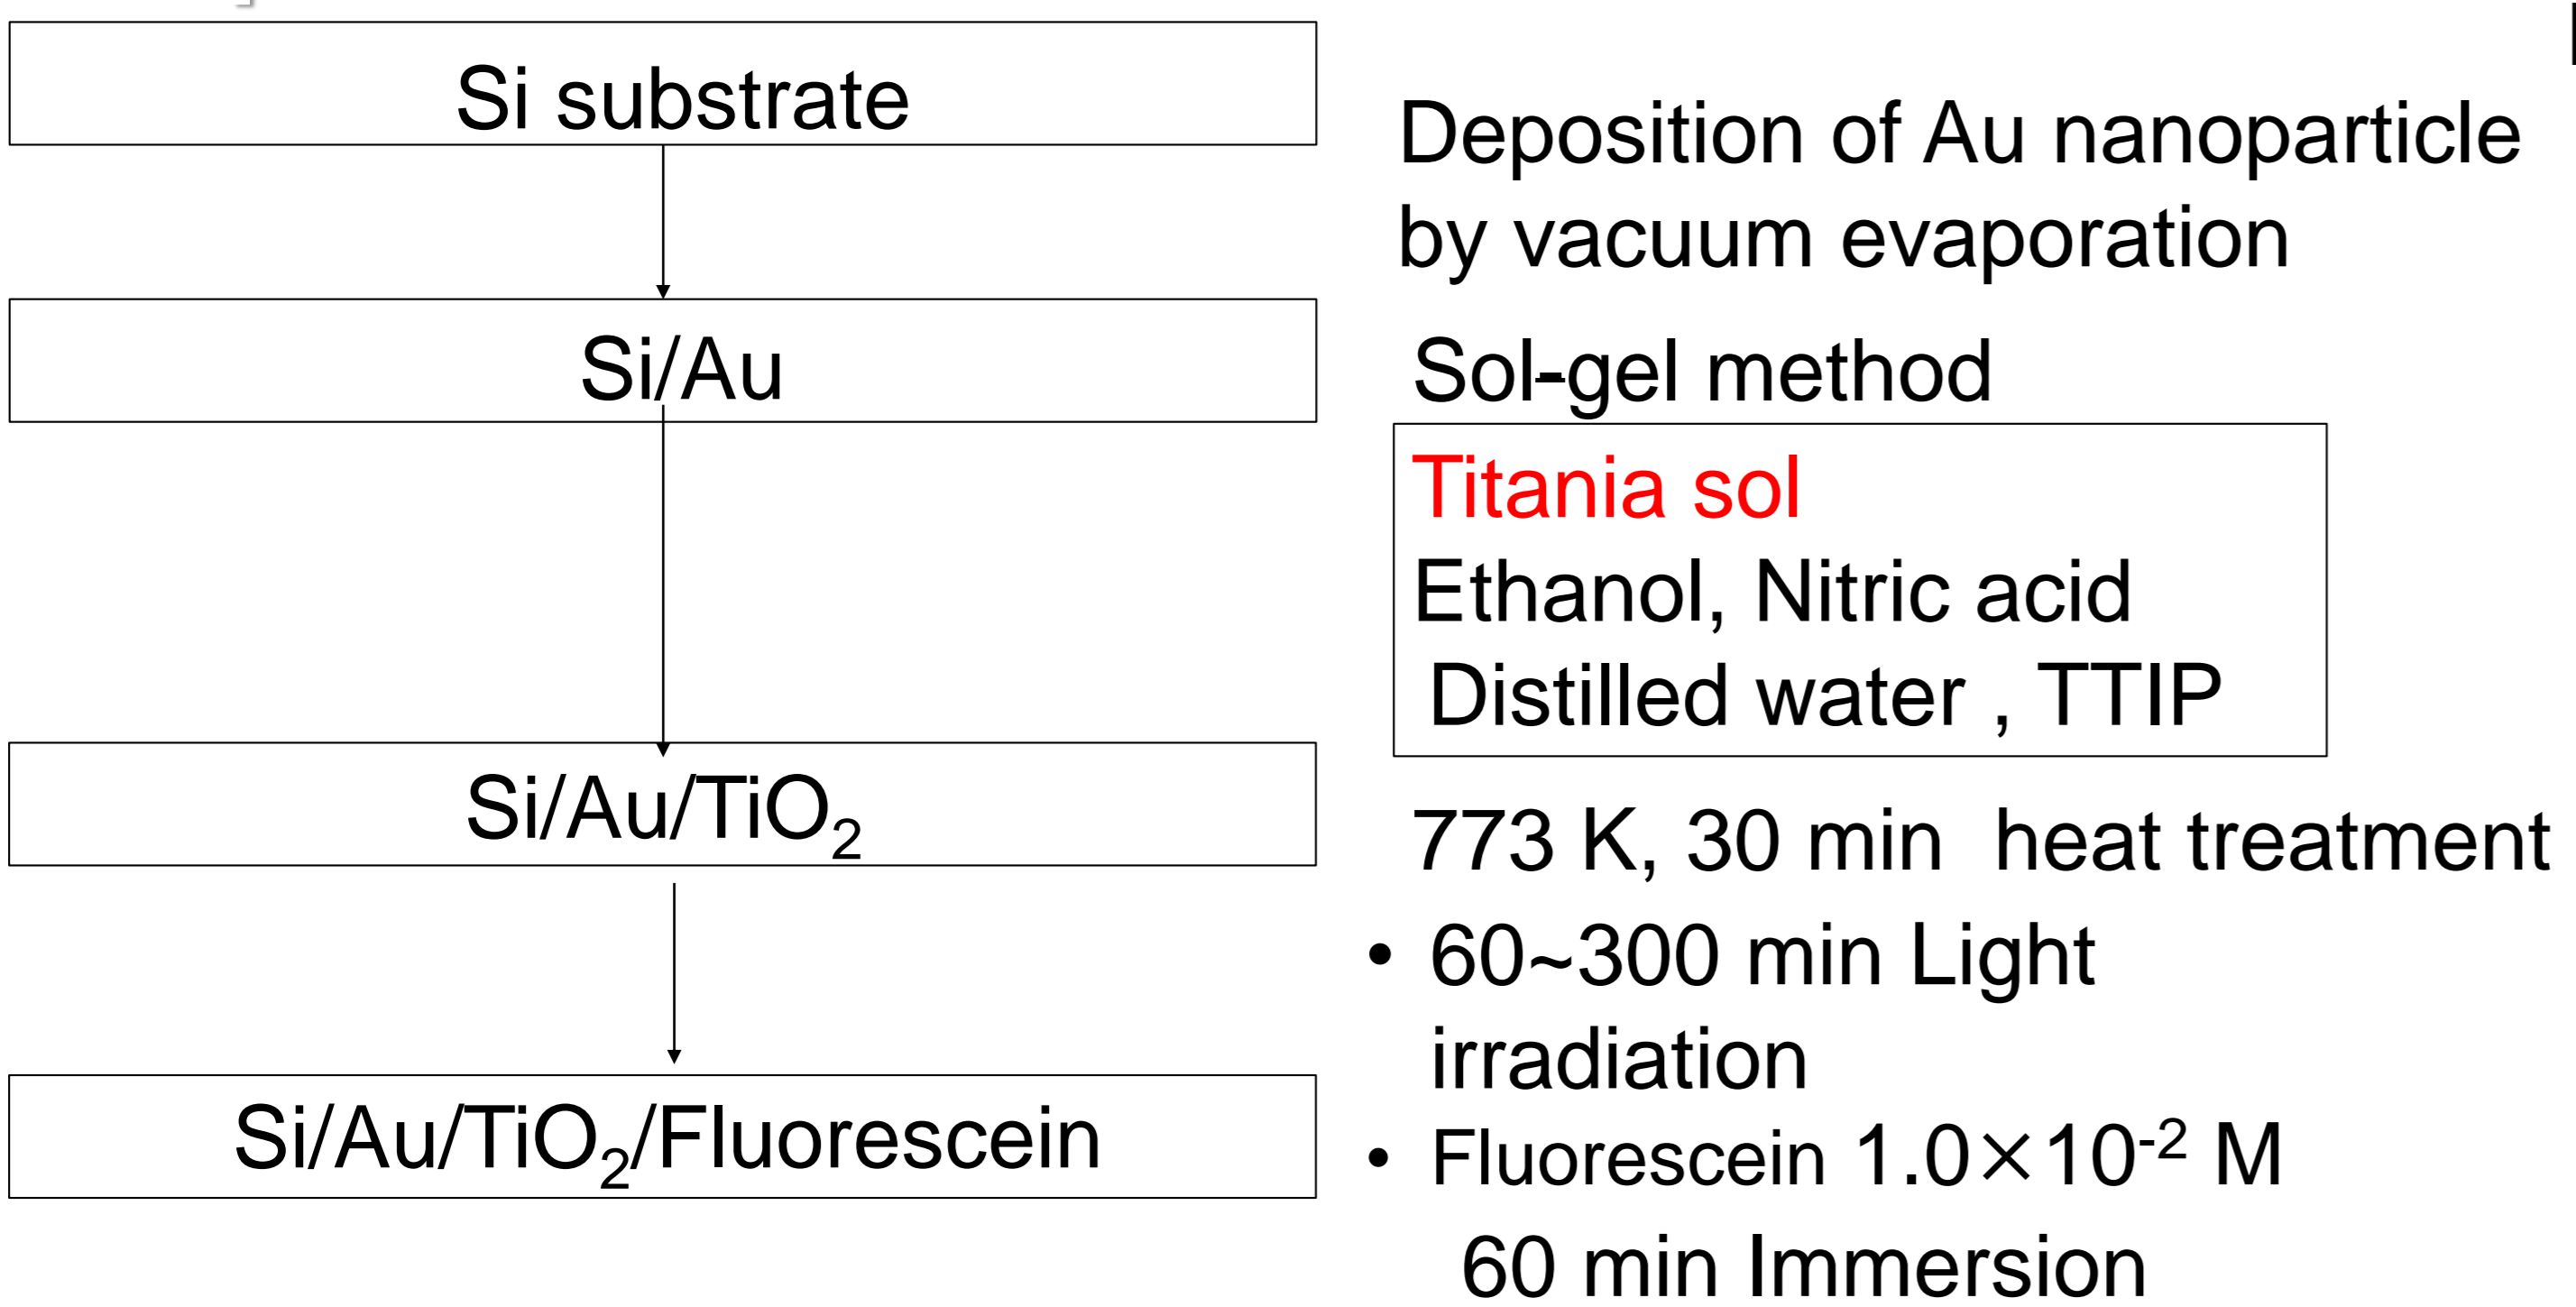 Si substrate
Deposition of Au nanoparticle
by vacuum evaporation
Si/Au
Sol-gel method
Titania sol
Ethanol, Nitric acid
Distilled water , TTIP
Si/Au/TiO₂
773 K, 30 min  heat treatment
• 60~300 min Light
irradiation
Si/Au/TiO₂/Fluorescein
• Fluorescein 1.0×10⁻² M
60 min Immersion